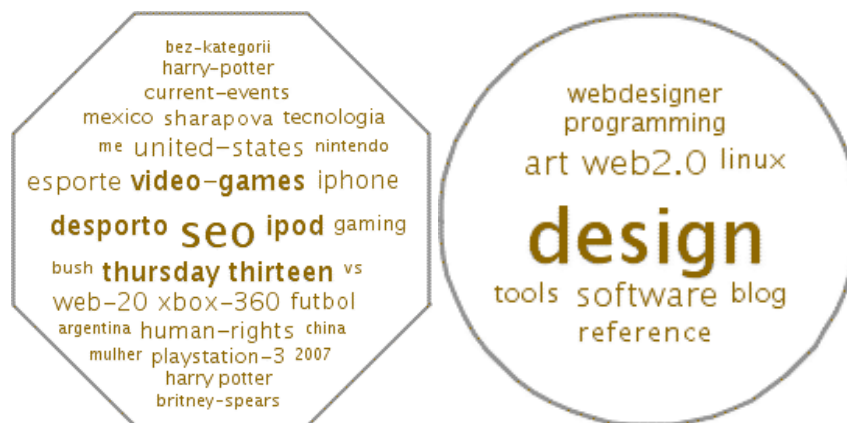 bez-kategorii
harry-potter
current-events
mexico sharapova tecnologia
me united-states nintendo
esporte video-games iphone
desporto seo ipod gaming
bush thursday thirteen vs
web-20 xbox-360 futbol
argentina human-rights china
mulher playstation-3 2007
harry potter
britney-spears
webdesigner
programming
art web2.0 linux
design
tools software blog
reference